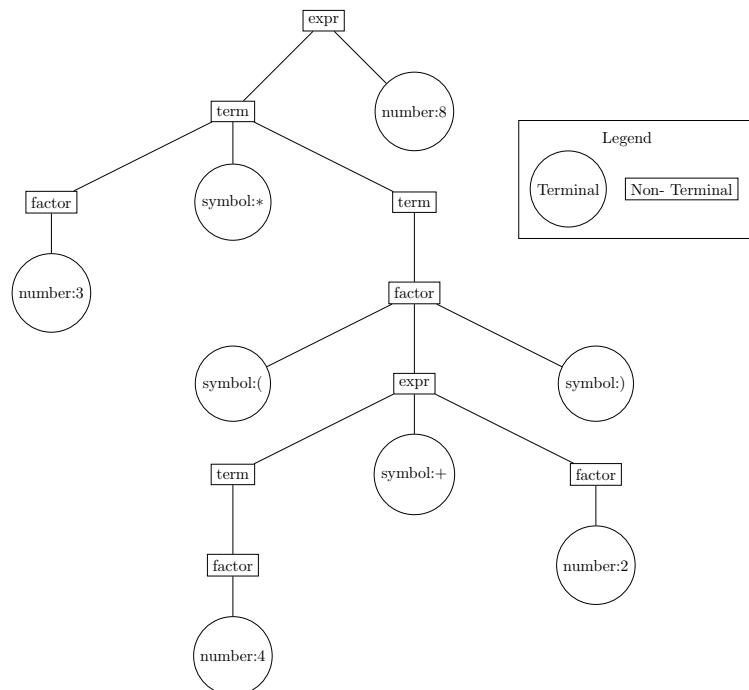 expr
term
number:8
Legend
Terminal
Non- Terminal
factor
symbol:*
term
number:3
factor
symbol:(
expr
symbol:)
term
symbol:+
factor
factor
number:2
number:4